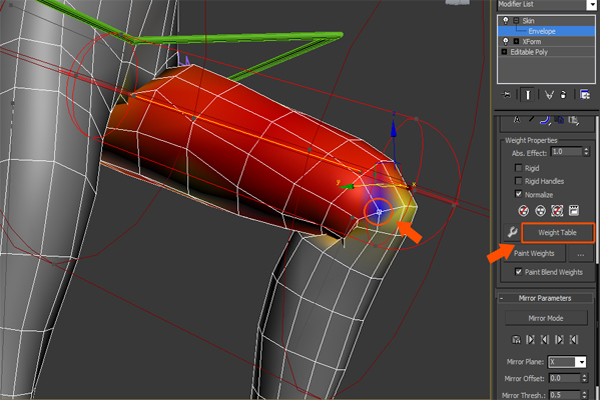 Modifier List
Skin
Envelope
XForm
Editable Poly
Weight Properties
Abs. Effect: 1.0
Rigid
Rigid Handles
Normalize
Weight Table
Paint Weights ...
Paint Blend Weights
- Mirror Parameters
Mirror Mode
Mirror Plane: X
Mirror Offset: 0.0
Mirror Thresh.: 0.5
y
x